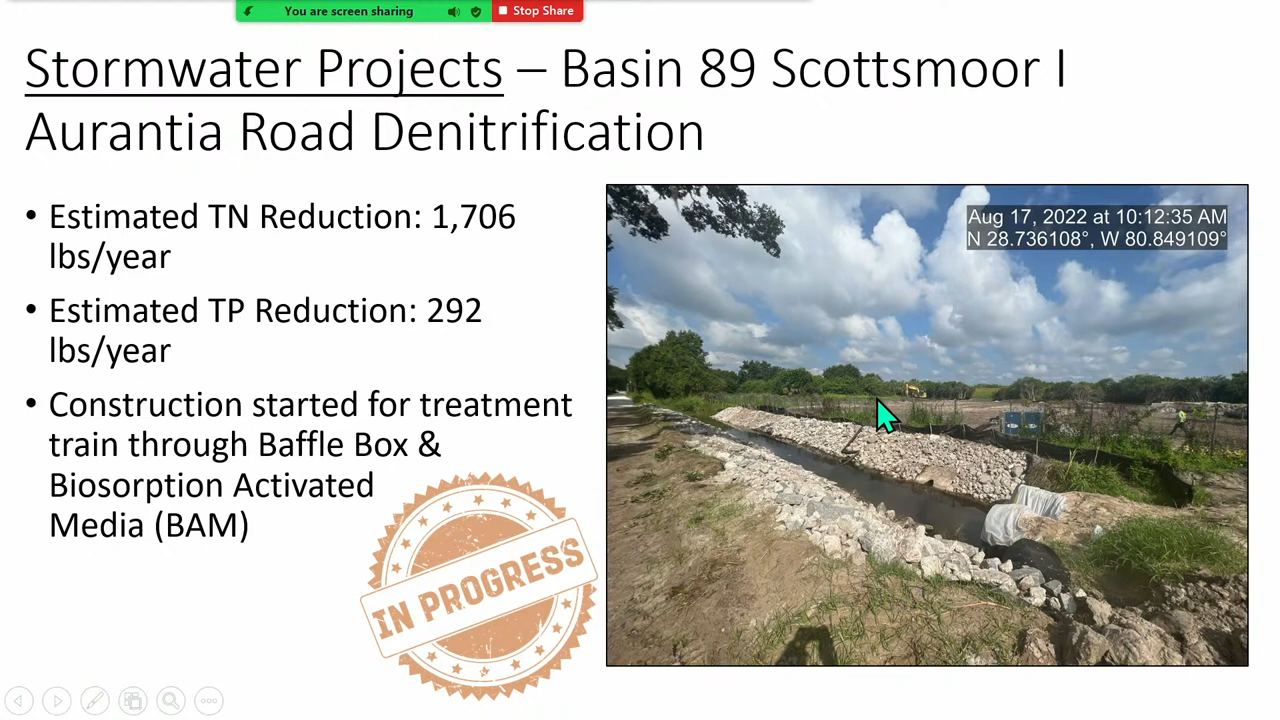 You are screen sharing
Stop Share
Stormwater Projects – Basin 89 Scottsmoor I
Aurantia Road Denitrification
• Estimated TN Reduction: 1,706
lbs/year
• Estimated TP Reduction: 292
lbs/year
• Construction started for treatment
train through Baffle Box &
Biosorption Activated
Media (BAM)
IN PROGRESS
Aug 17, 2022 at 10:12:35 AM
N 28.736108°, W 80.849109°